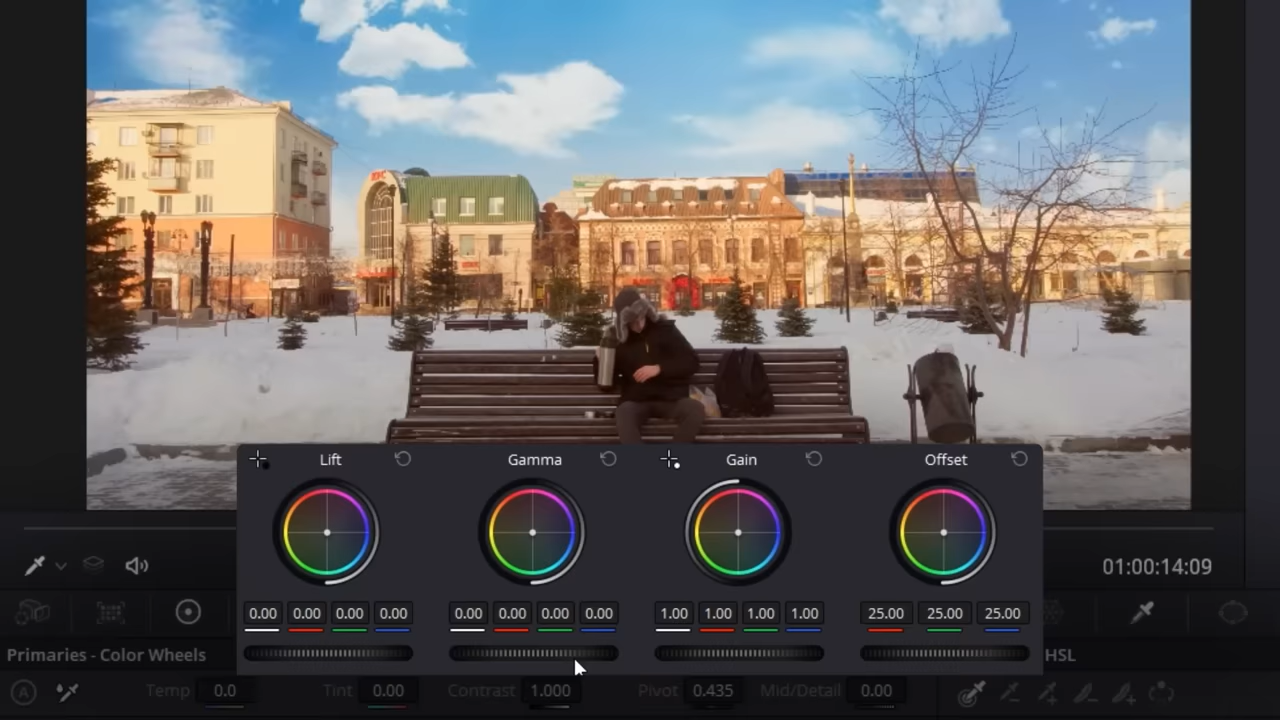 Lift
Gamma
Gain
Offset
0.00 0.00 0.00 0.00
0.00 0.00 0.00 0.00
1.00 1.00 1.00 1.00
25.00 25.00 25.00
01:00:14:09
Primaries - Color Wheels
HSL
A
Temp 0.0
Tint 0.00
Contrast 1.000
Pivot 0.435
Mid/Detail 0.00